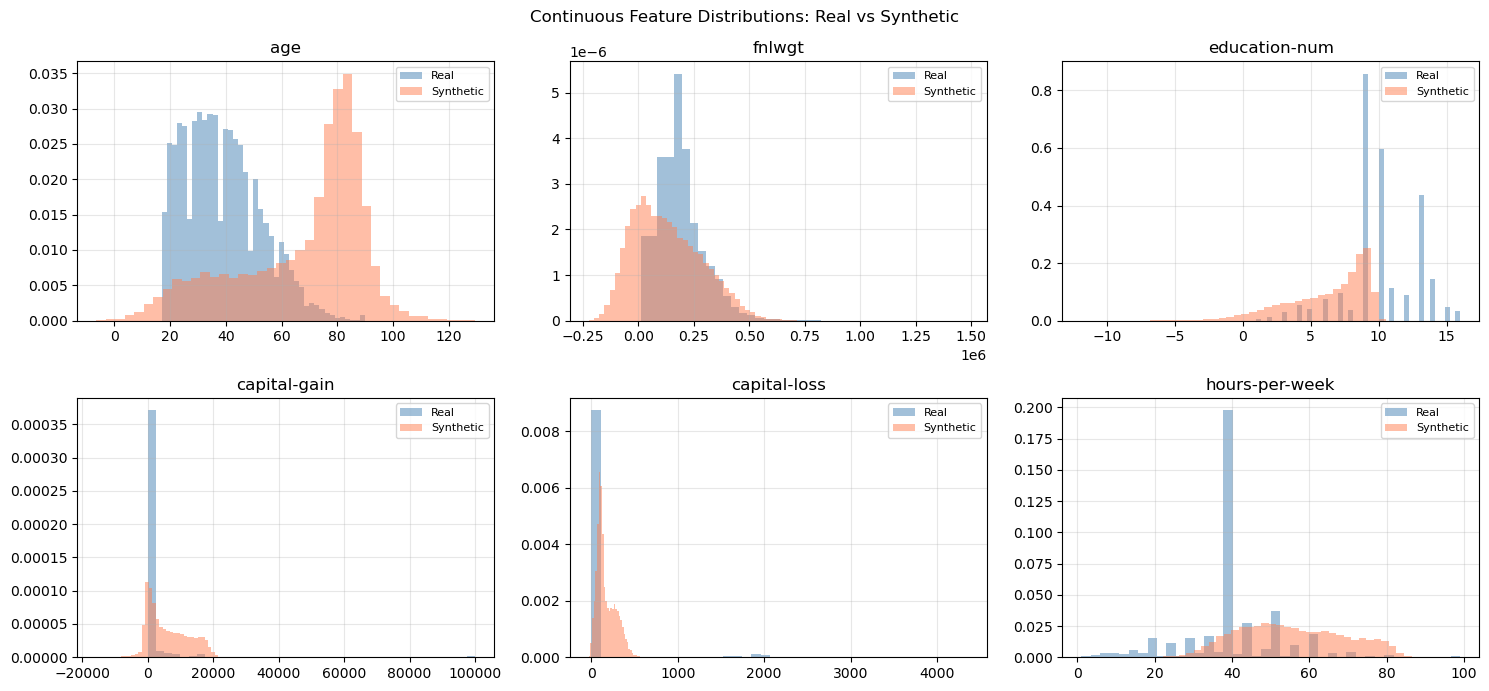 Continuous Feature Distributions: Real vs Synthetic
age
0.035
0.030
0.025
0.020
0.015
0.010
0.005
0.000
0 20 40 60 80 100 120
Real
Synthetic
fnlwgt
1e−6
5
4
3
2
1
0
−0.25 0.00 0.25 0.50 0.75 1.00 1.25 1.50
1e6
Real
Synthetic
education-num
0.8
0.6
0.4
0.2
0.0
−10 −5 0 5 10 15
Real
Synthetic
capital-gain
0.00035
0.00030
0.00025
0.00020
0.00015
0.00010
0.00005
0.00000
−20000 0 20000 40000 60000 80000 100000
Real
Synthetic
capital-loss
0.008
0.006
0.004
0.002
0.000
0 1000 2000 3000 4000
Real
Synthetic
hours-per-week
0.200
0.175
0.150
0.125
0.100
0.075
0.050
0.025
0.000
0 20 40 60 80 100
Real
Synthetic